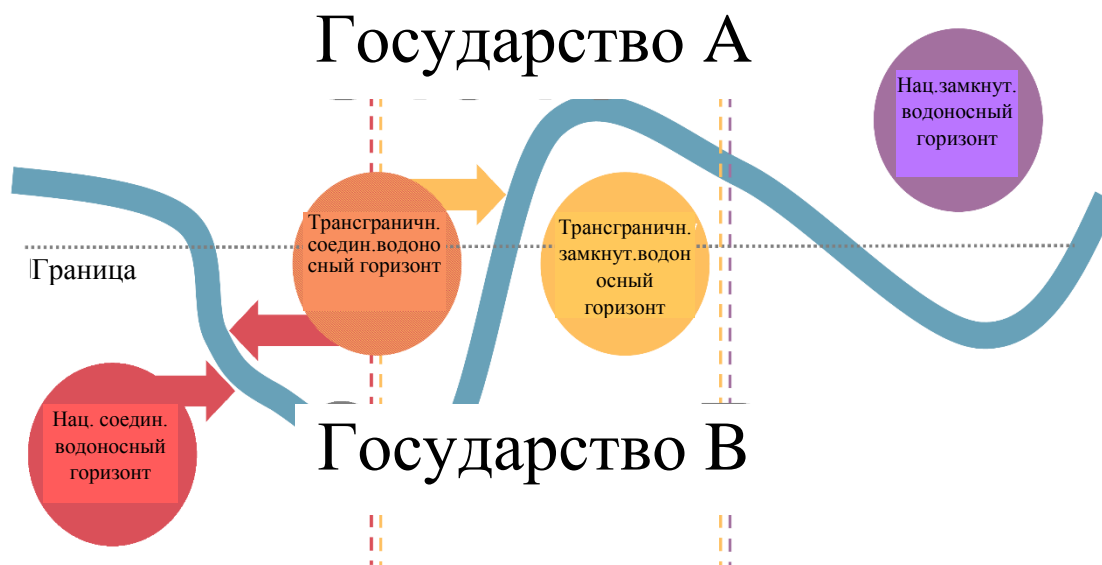 Государство А
Нац.замкнут.
водоносный
горизонт
Трансграничн.
соедин.водоно
сный горизонт
Трансграничн.
замкнут.водон
осный
горизонт
Граница
Нац. соедин.
водоносный
горизонт
Государство В